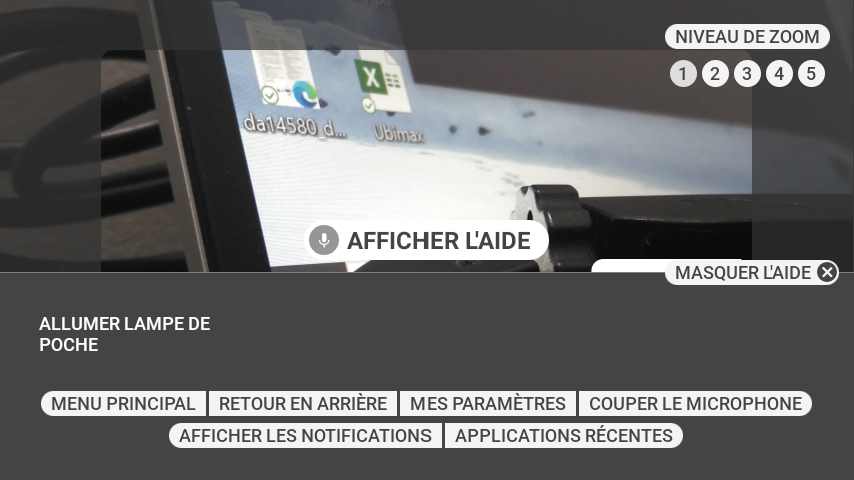 NIVEAU DE ZOOM
1 2 3 4 5
da14580_d... Ubimax
AFFICHER L'AIDE
MASQUER L'AIDE
ALLUMER LAMPE DE
POCHE
MENU PRINCIPAL RETOUR EN ARRIÈRE MES PARAMÈTRES COUPER LE MICROPHONE
AFFICHER LES NOTIFICATIONS APPLICATIONS RÉCENTES